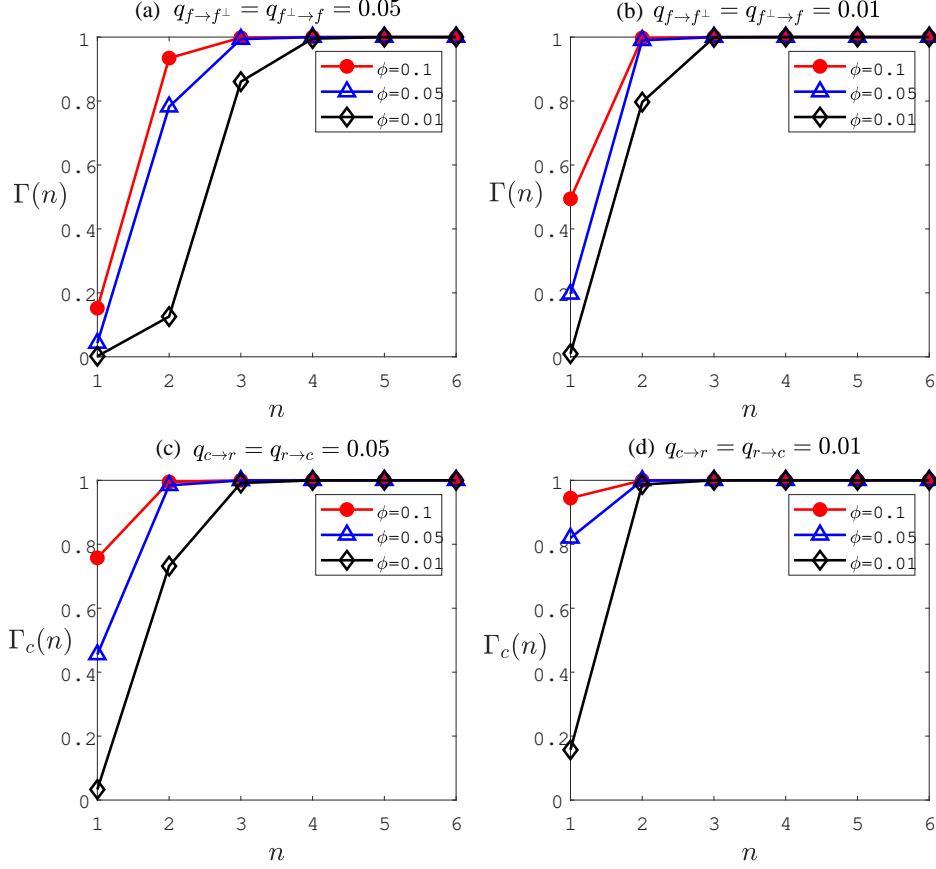 (a) q_{f→f^⊥} = q_{f^⊥→f} = 0.05
1
0.8
0.6
0.4
0.2
0
Γ(n)
ϕ=0.1
ϕ=0.05
ϕ=0.01
1 2 3 4 5 6
n
(b) q_{f→f^⊥} = q_{f^⊥→f} = 0.01
1
0.8
0.6
0.4
0.2
0
Γ(n)
ϕ=0.1
ϕ=0.05
ϕ=0.01
1 2 3 4 5 6
n
(c) q_{c→r} = q_{r→c} = 0.05
1
0.8
0.6
0.4
0.2
0
Γ_c(n)
ϕ=0.1
ϕ=0.05
ϕ=0.01
1 2 3 4 5 6
n
(d) q_{c→r} = q_{r→c} = 0.01
1
0.8
0.6
0.4
0.2
0
Γ_c(n)
ϕ=0.1
ϕ=0.05
ϕ=0.01
1 2 3 4 5 6
n